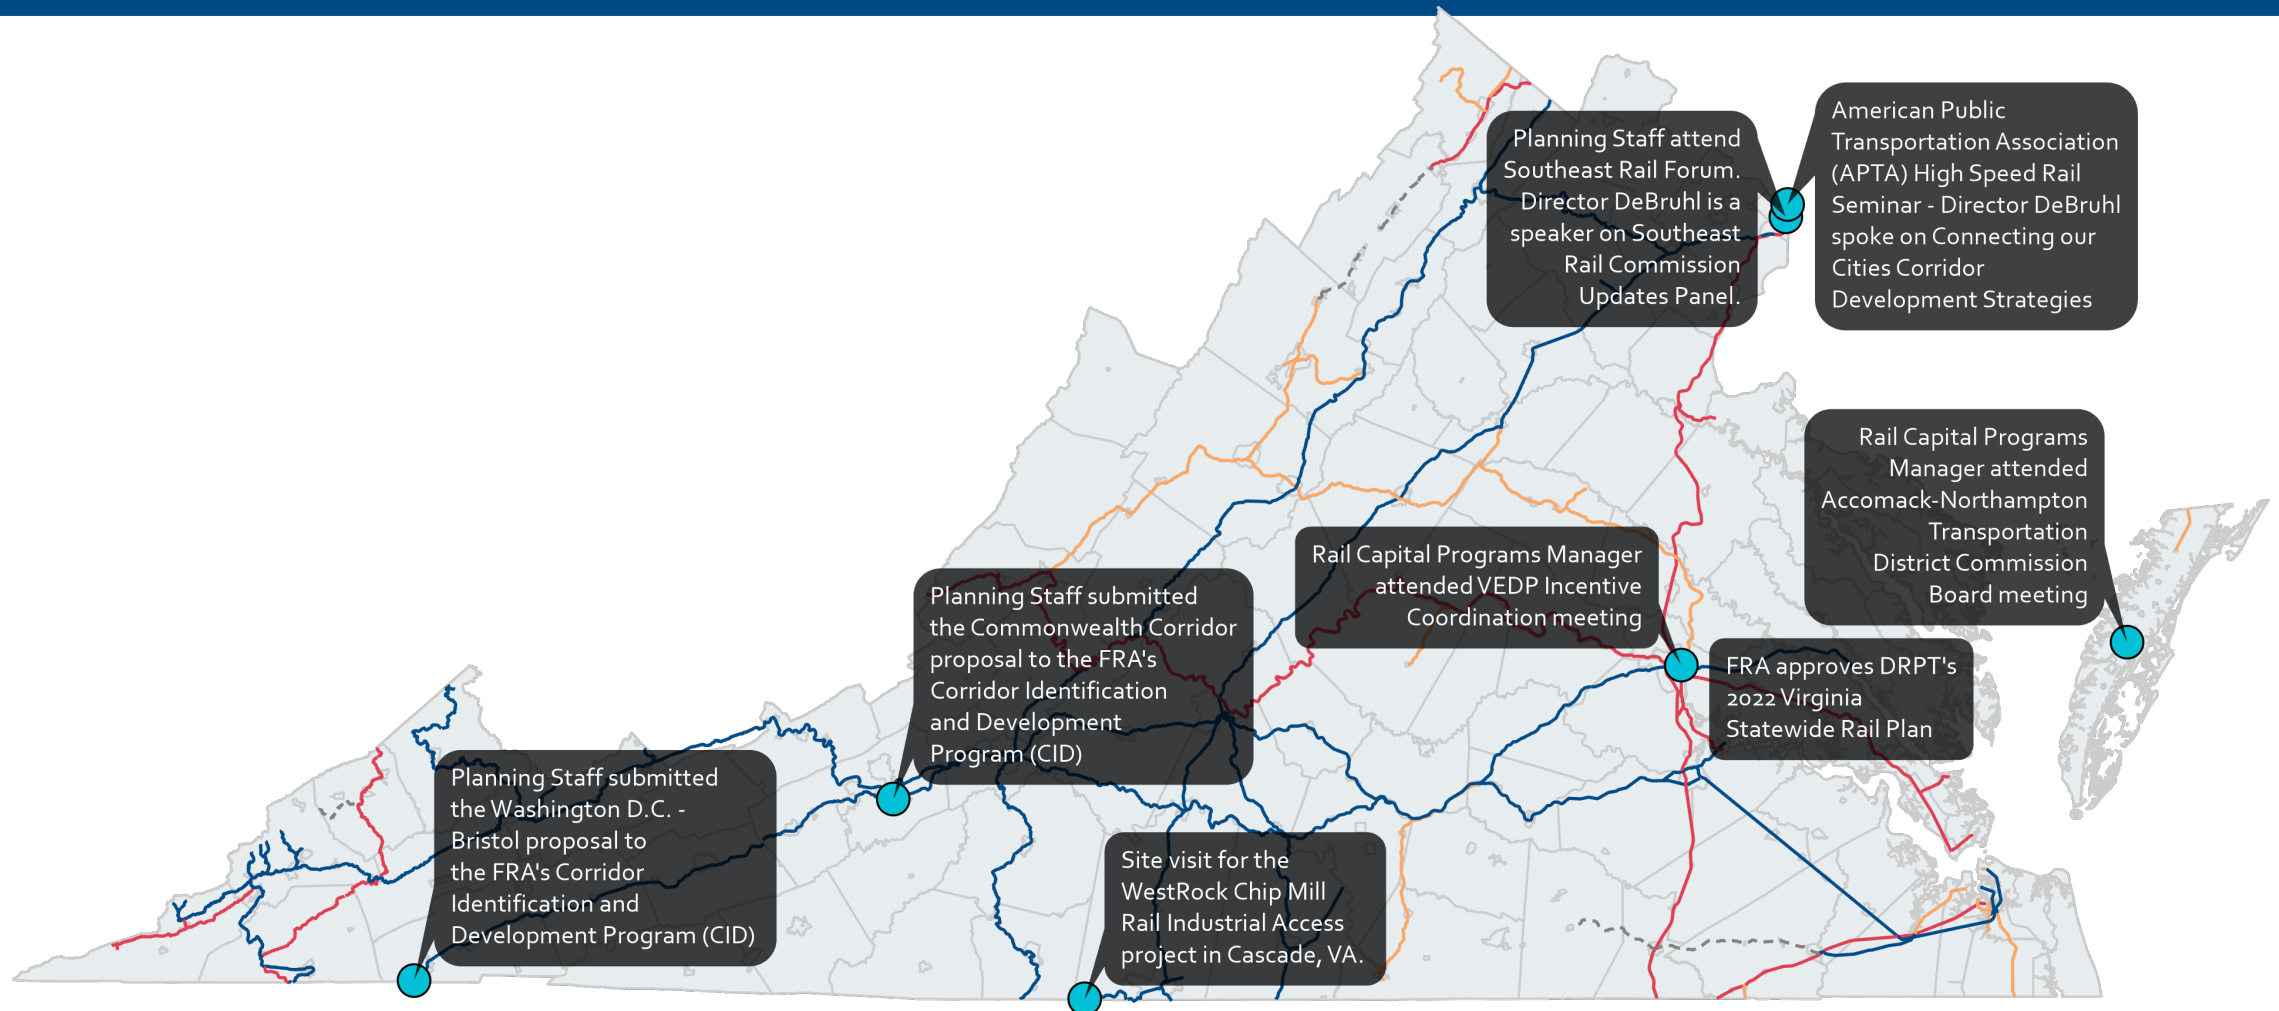 Planning Staff attend
Southeast Rail Forum.
Director DeBruhl is a
speaker on Southeast
Rail Commission
Updates Panel.
American Public
Transportation Association
(APTA) High Speed Rail
Seminar - Director DeBruhl
spoke on Connecting our
Cities Corridor
Development Strategies
Rail Capital Programs
Manager attended
Accomack-Northampton
Transportation
District Commission
Board meeting
Rail Capital Programs Manager
attended VEDP Incentive
Coordination meeting
Planning Staff submitted
the Commonwealth Corridor
proposal to the FRA's
Corridor Identification
and Development
Program (CID)
FRA approves DRPT's
2022 Virginia
Statewide Rail Plan
Planning Staff submitted
the Washington D.C. -
Bristol proposal to
the FRA's Corridor
Identification and
Development Program (CID)
Site visit for the
WestRock Chip Mill
Rail Industrial Access
project in Cascade, VA.